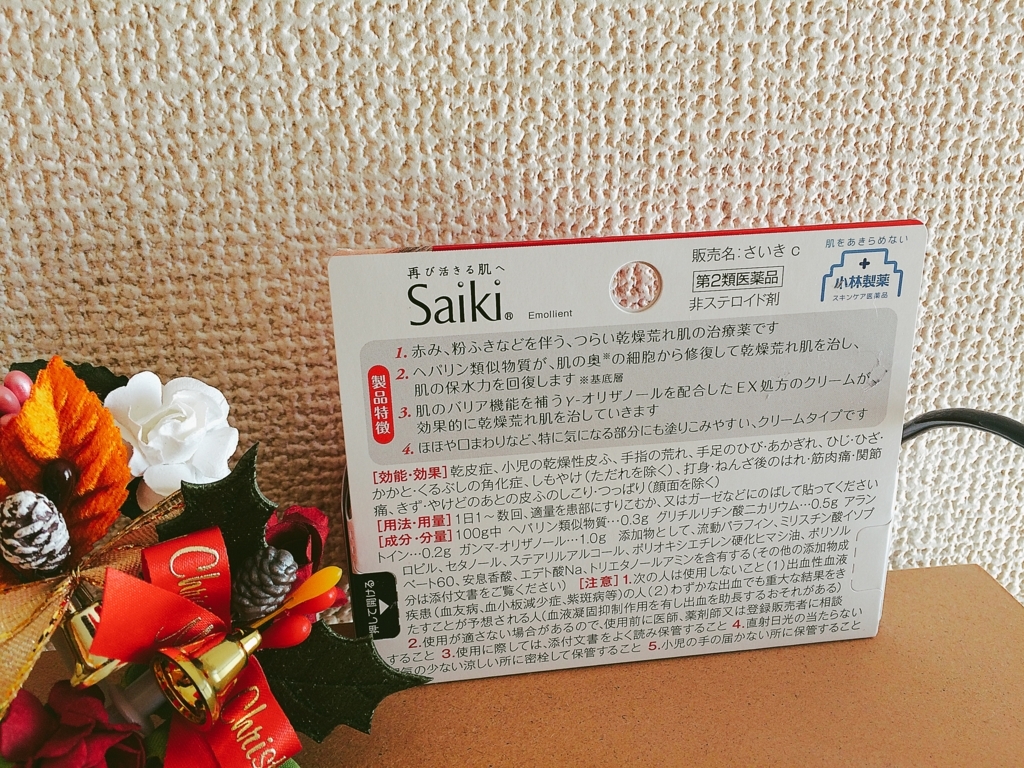 再び活きる肌へ
Saiki® Emollient
販売名:さいき c
第2類医薬品
非ステロイド剤
肌をあきらめない
小林製薬
スキンケア医薬品
製品特徴
1. 赤み、粉ふきなどを伴う、つらい乾燥荒れ肌の治療薬です
2. ヘパリン類似物質が、肌の奥※の細胞から修復して乾燥荒れ肌を治し、
肌の保水力を回復します ※基底層
3. 肌のバリア機能を補うγ-オリザノールを配合したEX処方のクリームが
効果的に乾燥荒れ肌を治していきます
4. ほほや口まわりなど、特に気になる部分にも塗りこみやすい、クリームタイプです
[効能・効果] 乾皮症、小児の乾燥性皮ふ、手指の荒れ、手足のひび・あかぎれ、ひじ・ひざ・
かかと・くるぶしの角化症、しもやけ(ただれを除く)、打身・ねんざ後のはれ・筋肉痛・関節
痛、きず・やけどのあとの皮ふのしこり・つっぱり(顔面を除く)
[用法・用量] 1日1〜数回、適量を患部にすりこむか、又はガーゼなどにのばして貼ってください
[成分・分量] 100g中 ヘパリン類似物質…0.3g グリチルリチン酸二カリウム…0.5g アラン
トイン…0.2g ガンマ-オリザノール…1.0g 添加物として、流動パラフィン、ミリスチン酸イソプ
ロピル、セタノール、ステアリルアルコール、ポリオキシエチレン硬化ヒマシ油、ポリソル
ベート60、安息香酸、エデト酸Na、トリエタノールアミンを含有する(その他の添加物成
分は添付文書をご覧ください) [注意] 1.次の人は使用しないこと(1)出血性血液
疾患(血友病、血小板減少症、紫斑病等)の人(2)わずかな出血でも重大な結果をき
たすことが予想される人(血液凝固抑制作用を有し出血を助長するおそれがある)
2.使用が適さない場合があるので、使用前に医師、薬剤師又は登録販売者に相談
すること 3.使用に際しては、添付文書をよく読み保管すること 4.直射日光の当たらない
気の少ない涼しい所に密栓して保管すること 5.小児の手の届かない所に保管すること
押して開ける
Chri
Chris